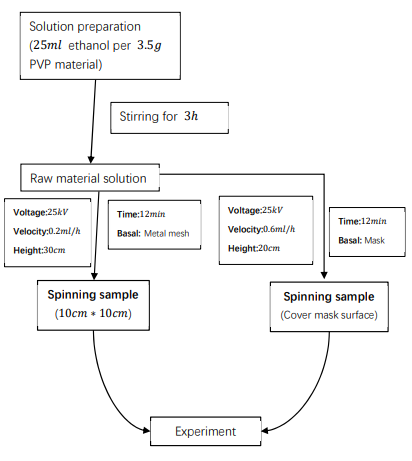 Solution preparation
(25ml ethanol per 3.5g
PVP material)
Stirring for 3h
Raw material solution
Voltage:25kV
Velocity:0.2ml/h
Height:30cm
Time:12min
Basal: Metal mesh
Voltage:25kV
Velocity:0.6ml/h
Height:20cm
Time:12min
Basal: Mask
Spinning sample
(10cm * 10cm)
Spinning sample
(Cover mask surface)
Experiment